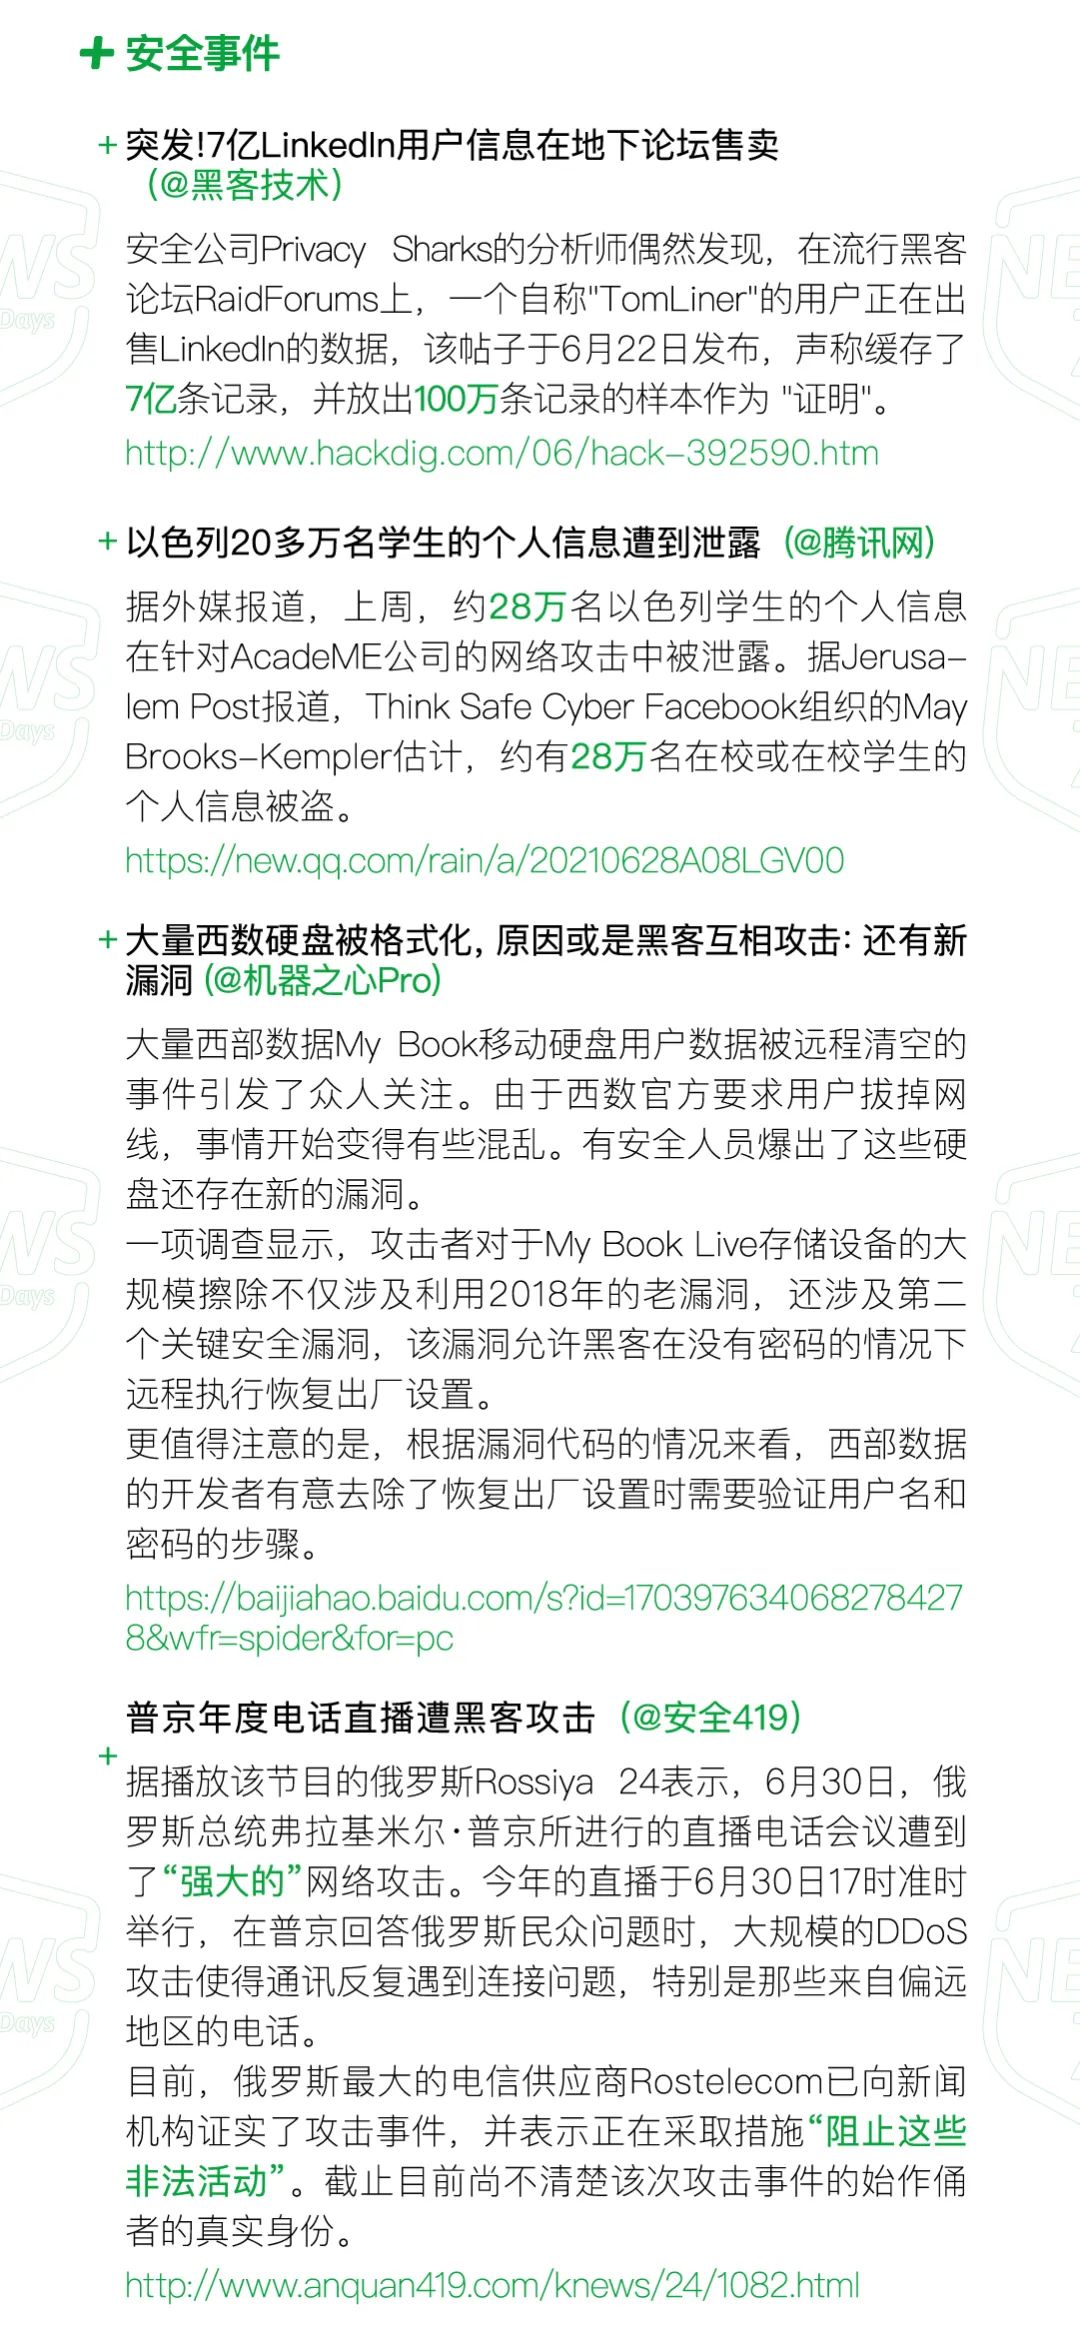 安全事件
突发!7亿LinkedIn用户信息在地下论坛售卖
（@黑客技术）
安全公司Privacy Sharks的分析师偶然发现，在流行黑客
论坛RaidForums上，一个自称"TomLiner"的用户正在出
售LinkedIn的数据，该帖子于6月22日发布，声称缓存了
7亿条记录，并放出100万条记录的样本作为 "证明"。
http://www.hackdig.com/06/hack-392590.htm
以色列20多万名学生的个人信息遭到泄露（@腾讯网）
据外媒报道，上周，约28万名以色列学生的个人信息
在针对AcadeME公司的网络攻击中被泄露。据Jerusa-
lem Post报道，Think Safe Cyber Facebook组织的May
Brooks-Kempler估计，约有28万名在校或在校学生的
个人信息被盗。
https://new.qq.com/rain/a/20210628A08LGV00
大量西数硬盘被格式化，原因或是黑客互相攻击：还有新
漏洞 (@机器之心Pro)
大量西部数据My Book移动硬盘用户数据被远程清空的
事件引发了众人关注。由于西数官方要求用户拔掉网
线，事情开始变得有些混乱。有安全人员爆出了这些硬
盘还存在新的漏洞。
一项调查显示，攻击者对于My Book Live存储设备的大
规模擦除不仅涉及利用2018年的老漏洞，还涉及第二
个关键安全漏洞，该漏洞允许黑客在没有密码的情况下
远程执行恢复出厂设置。
更值得注意的是，根据漏洞代码的情况来看，西部数据
的开发者有意去除了恢复出厂设置时需要验证用户名和
密码的步骤。
https://baijiahao.baidu.com/s?id=170397634068278427
8&wfr=spider&for=pc
普京年度电话直播遭黑客攻击（@安全419）
据播放该节目的俄罗斯Rossiya 24表示，6月30日，俄
罗斯总统弗拉基米尔·普京所进行的直播电话会议遭到
了“强大的”网络攻击。今年的直播于6月30日17时准时
举行，在普京回答俄罗斯民众问题时，大规模的DDoS
攻击使得通讯反复遇到连接问题，特别是那些来自偏远
地区的电话。
目前，俄罗斯最大的电信供应商Rostelecom已向新闻
机构证实了攻击事件，并表示正在采取措施“阻止这些
非法活动”。截止目前尚不清楚该次攻击事件的始作俑
者的真实身份。
http://www.anquan419.com/knews/24/1082.html